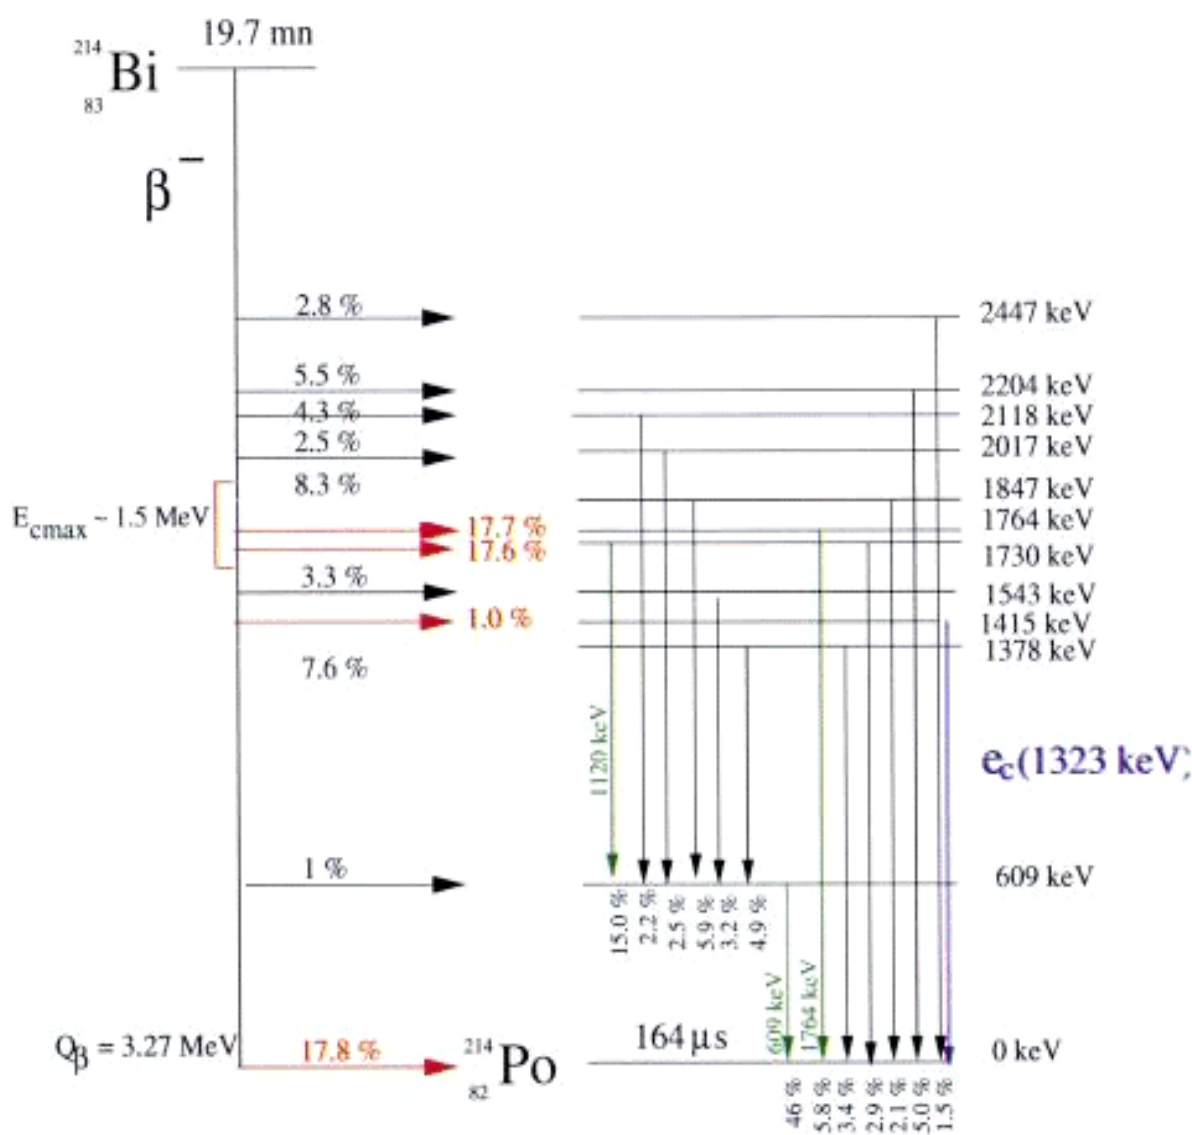 19.7 mn
214
83 Bi
β −
2.8 %
5.5 %
4.3 %
2.5 %
8.3 %
E cmax ~ 1.5 MeV
17.7 %
17.6 %
3.3 %
1.0 %
7.6 %
1 %
Qβ = 3.27 MeV
17.8 %
214
82 Po
164 μs
2447 keV
2204 keV
2118 keV
2017 keV
1847 keV
1764 keV
1730 keV
1543 keV
1415 keV
1378 keV
ec(1323 keV)
609 keV
0 keV
1120 keV
15.0 %
2.2 %
2.5 %
5.9 %
3.2 %
4.9 %
609 keV
1764 keV
46 %
5.8 %
3.4 %
2.9 %
2.1 %
5.0 %
1.5 %